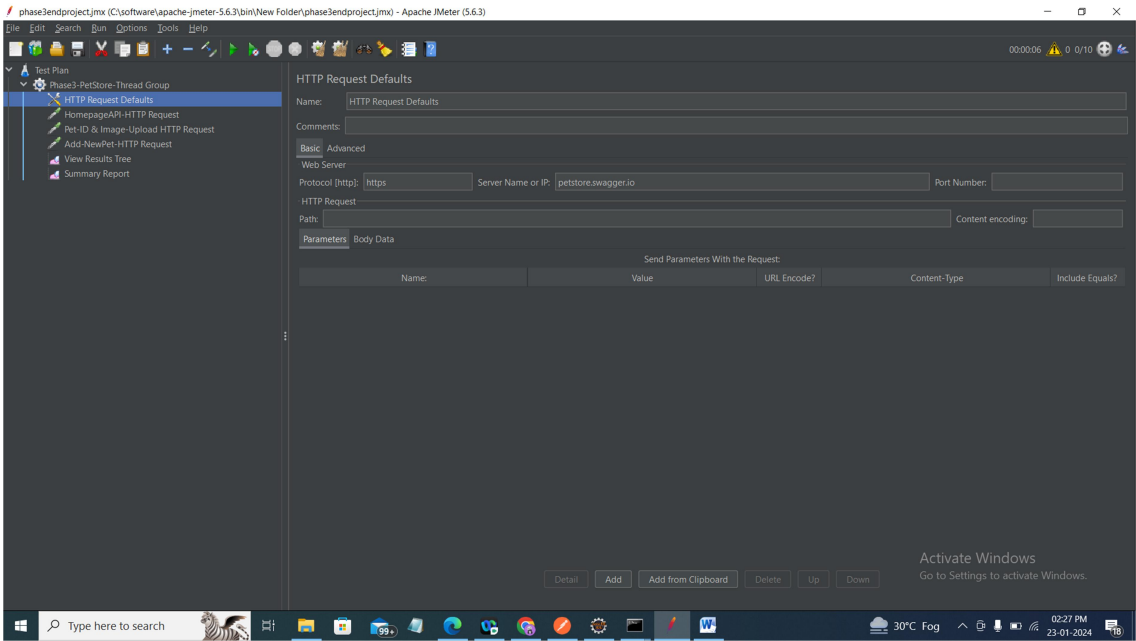 phase3endproject.jmx (C:\software\apache-jmeter-5.6.3\bin\New Folder\phase3endproject.jmx) - Apache JMeter (5.6.3)
File Edit Search Run Options Tools Help
00:00:06 0 0/10
Test Plan
Phase3-PetStore-Thread Group
HTTP Request Defaults
HomepageAPI-HTTP Request
Pet-ID & Image-Upload HTTP Request
Add-NewPet-HTTP Request
View Results Tree
Summary Report
HTTP Request Defaults
Name: HTTP Request Defaults
Comments:
Basic Advanced
Web Server
Protocol [http]: https Server Name or IP: petstore.swagger.io Port Number:
HTTP Request
Path: Content encoding:
Parameters Body Data
Send Parameters With the Request:
Name: Value URL Encode? Content-Type Include Equals?
Detail Add Add from Clipboard Delete Up Down
Activate Windows
Go to Settings to activate Windows.
Type here to search 99+ W 30°C Fog 02:27 PM
23-01-2024 18